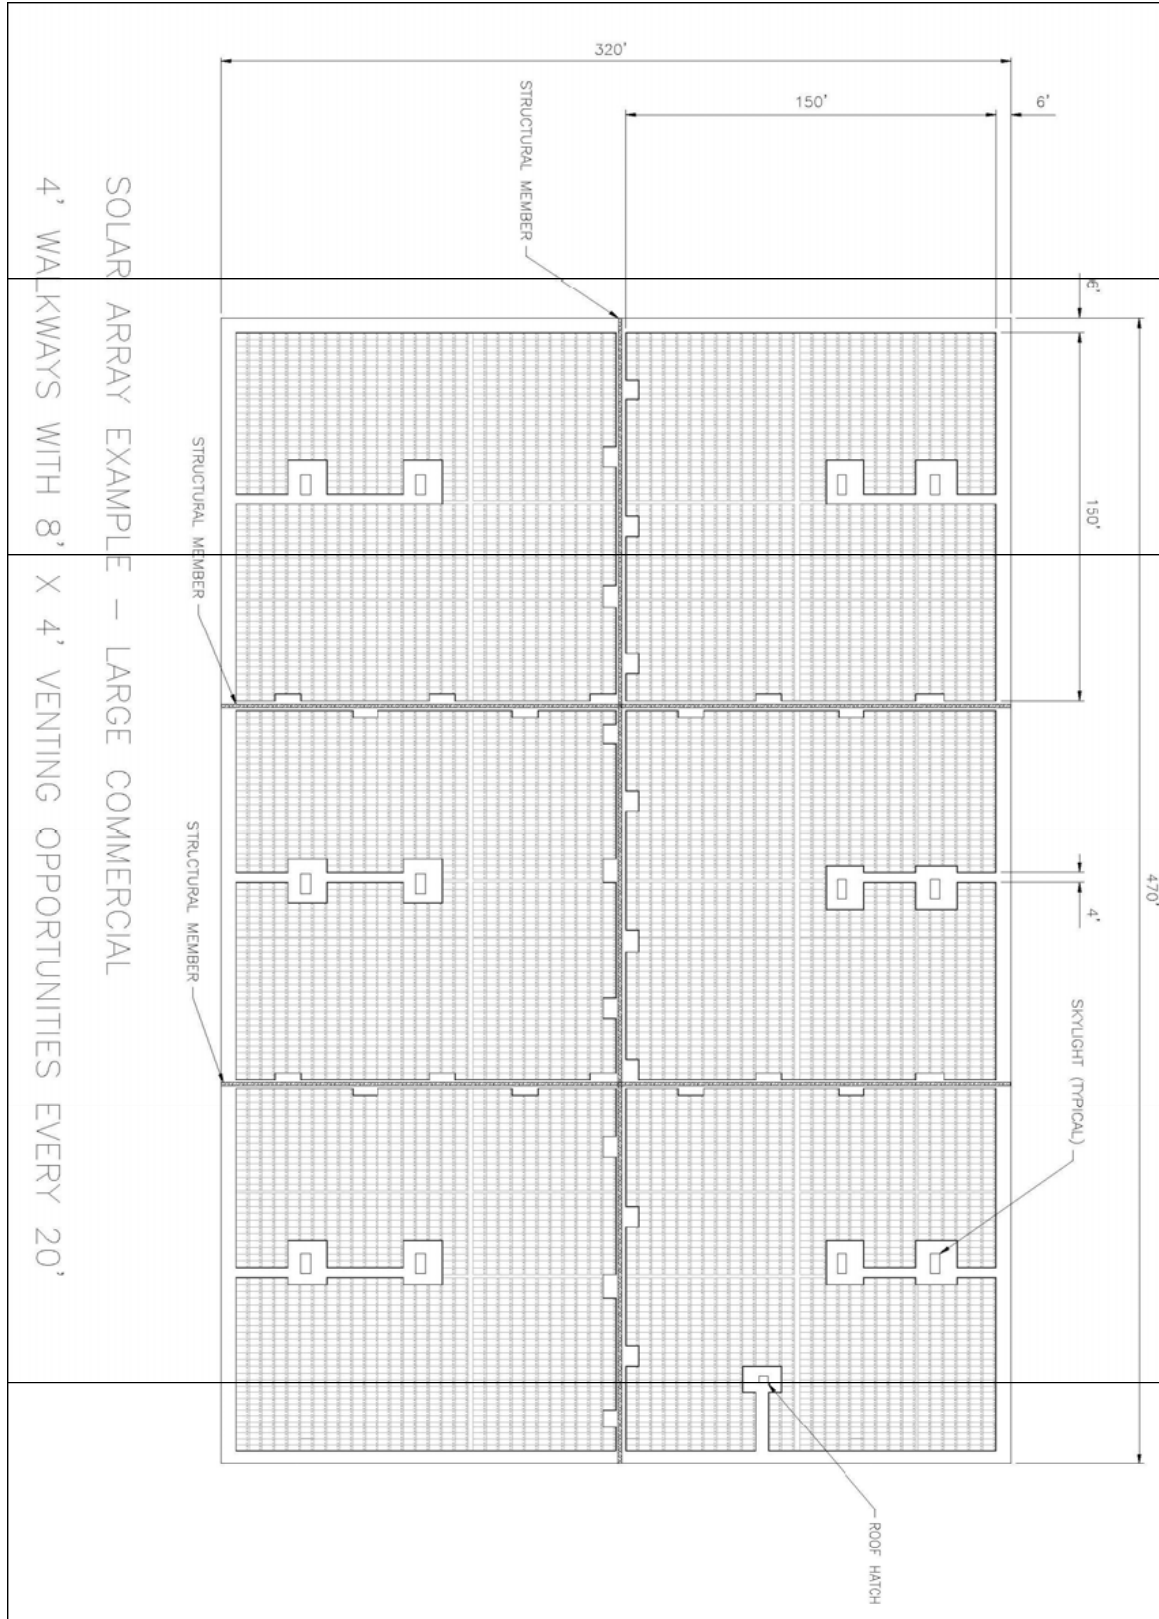 320'
150'
6'
STRUCTURAL MEMBER
6'
150'
470'
4'
SKYLIGHT (TYPICAL)
STRUCTURAL MEMBER
STRUCTURAL MEMBER
ROOF HATCH
SOLAR ARRAY EXAMPLE – LARGE COMMERCIAL
4' WALKWAYS WITH 8' X 4' VENTING OPPORTUNITIES EVERY 20'